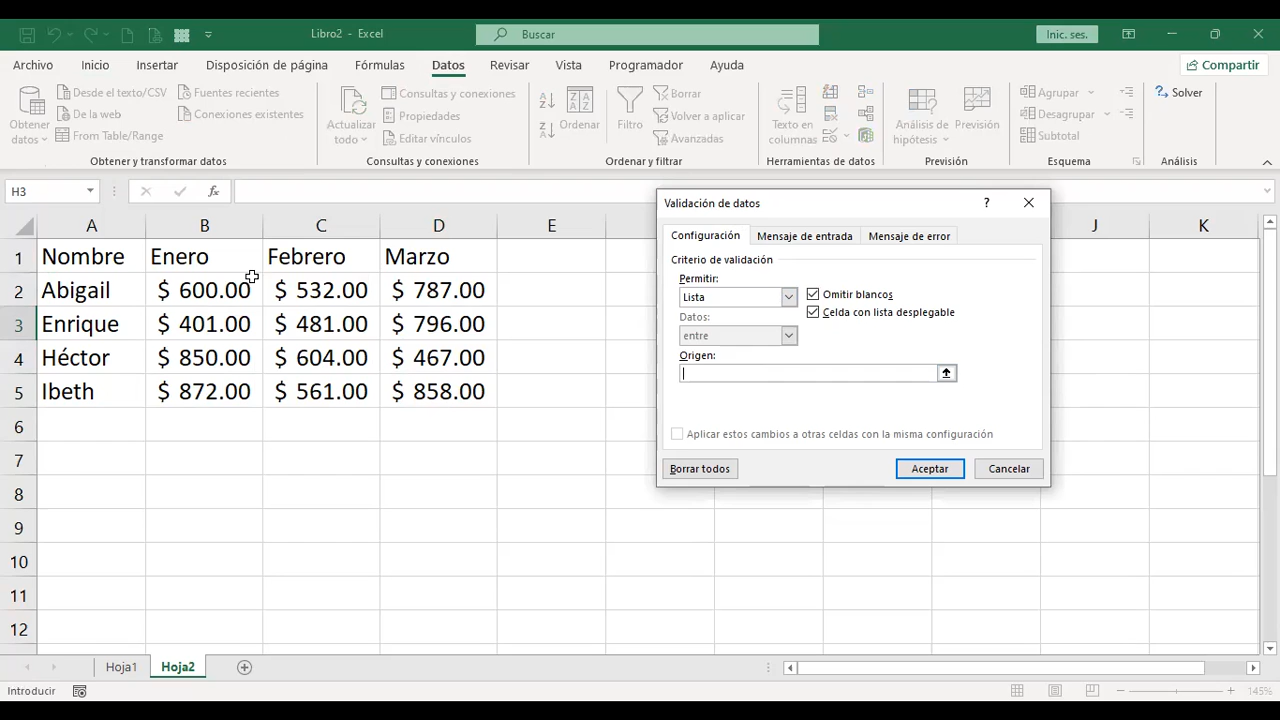 Libro2 - Excel
Buscar
Inic. ses.
Archivo Inicio Insertar Disposición de página Fórmulas Datos Revisar Vista Programador Ayuda Compartir
Obtener datos
Desde el texto/CSV
De la web
From Table/Range
Fuentes recientes
Conexiones existentes
Obtener y transformar datos
Actualizar todo
Consultas y conexiones
Propiedades
Editar vínculos
Consultas y conexiones
Ordenar
Filtro
Borrar
Volver a aplicar
Avanzadas
Ordenar y filtrar
Texto en columnas
Herramientas de datos
Análisis de hipótesis
Previsión
Previsión
Agrupar
Desagrupar
Subtotal
Esquema
Solver
Análisis
H3
fx
A B C D E J K
1 Nombre Enero Febrero Marzo
2 Abigail $ 600.00 $ 532.00 $ 787.00
3 Enrique $ 401.00 $ 481.00 $ 796.00
4 Héctor $ 850.00 $ 604.00 $ 467.00
5 Ibeth $ 872.00 $ 561.00 $ 858.00
6
7
8
9
10
11
12
Validación de datos
?
Configuración Mensaje de entrada Mensaje de error
Criterio de validación
Permitir:
Lista
Omitir blancos
Datos:
Celda con lista desplegable
entre
Origen:
Aplicar estos cambios a otras celdas con la misma configuración
Borrar todos Aceptar Cancelar
Hoja1 Hoja2
Introducir
145%